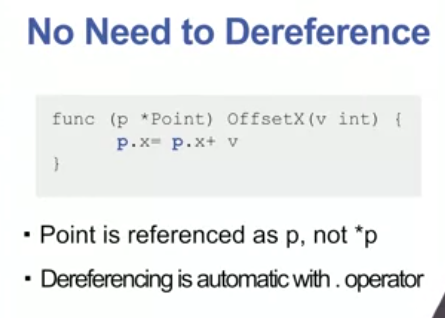 No Need to Dereference
func (p *Point) OffsetX(v int) {
p.x= p.x+ v
}
▪ Point is referenced as p, not *p
▪ Dereferencing is automatic with . operator